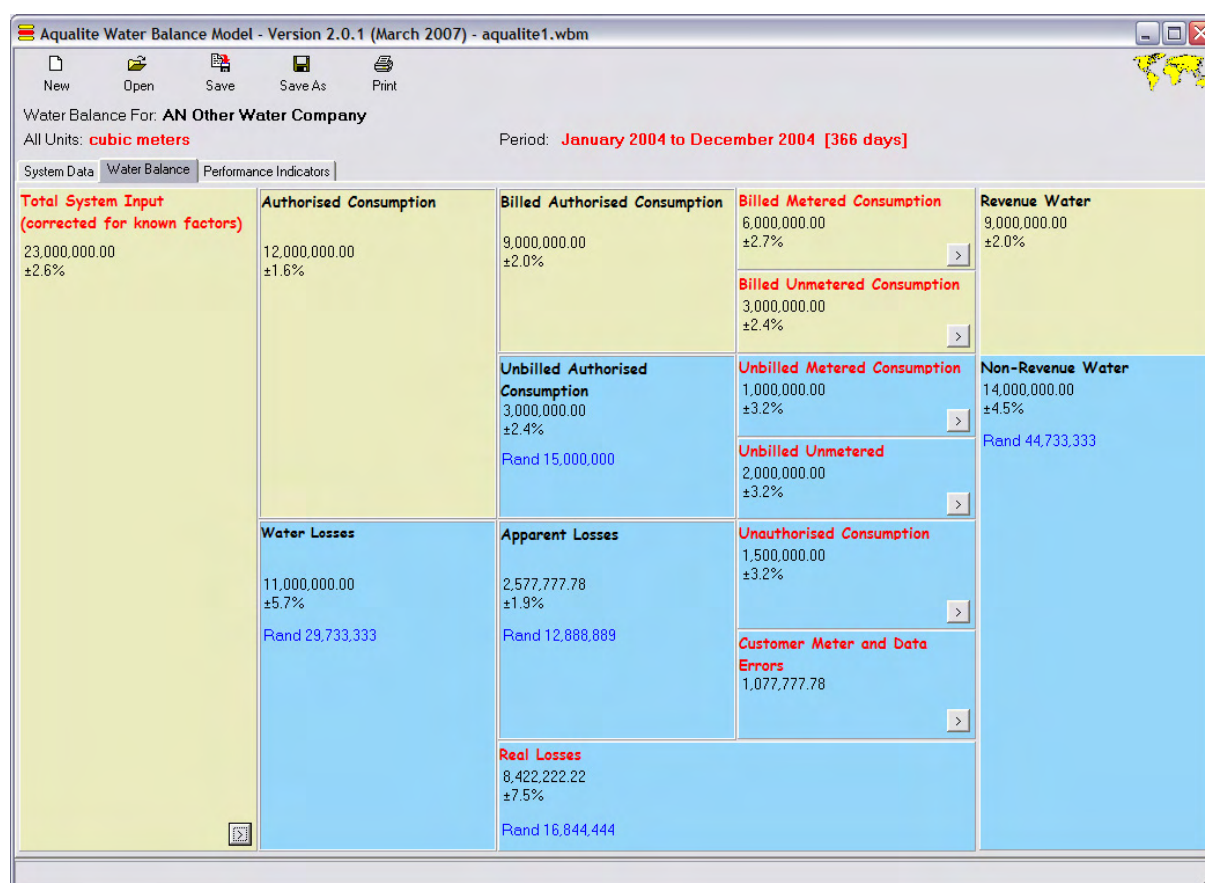 Aqualite Water Balance Model - Version 2.0.1 (March 2007) - aqualite1.wbm
New Open Save Save As Print
Water Balance For: AN Other Water Company
All Units: cubic meters
Period: January 2004 to December 2004 [366 days]
System Data Water Balance Performance Indicators
Total System Input
(corrected for known factors)
23,000,000.00
±2.6%
>
Authorised Consumption
12,000,000.00
±1.6%
Water Losses
11,000,000.00
±5.7%
Rand 29,733,333
Billed Authorised Consumption
9,000,000.00
±2.0%
Unbilled Authorised
Consumption
3,000,000.00
±2.4%
Rand 15,000,000
Apparent Losses
2,577,777.78
±1.9%
Rand 12,888,889
Real Losses
8,422,222.22
±7.5%
Rand 16,844,444
Billed Metered Consumption
6,000,000.00
±2.7%
>
Billed Unmetered Consumption
3,000,000.00
±2.4%
>
Unbilled Metered Consumption
1,000,000.00
±3.2%
>
Unbilled Unmetered
2,000,000.00
±3.2%
>
Unauthorised Consumption
1,500,000.00
±3.2%
>
Customer Meter and Data
Errors
1,077,777.78
>
Revenue Water
9,000,000.00
±2.0%
Non-Revenue Water
14,000,000.00
±4.5%
Rand 44,733,333